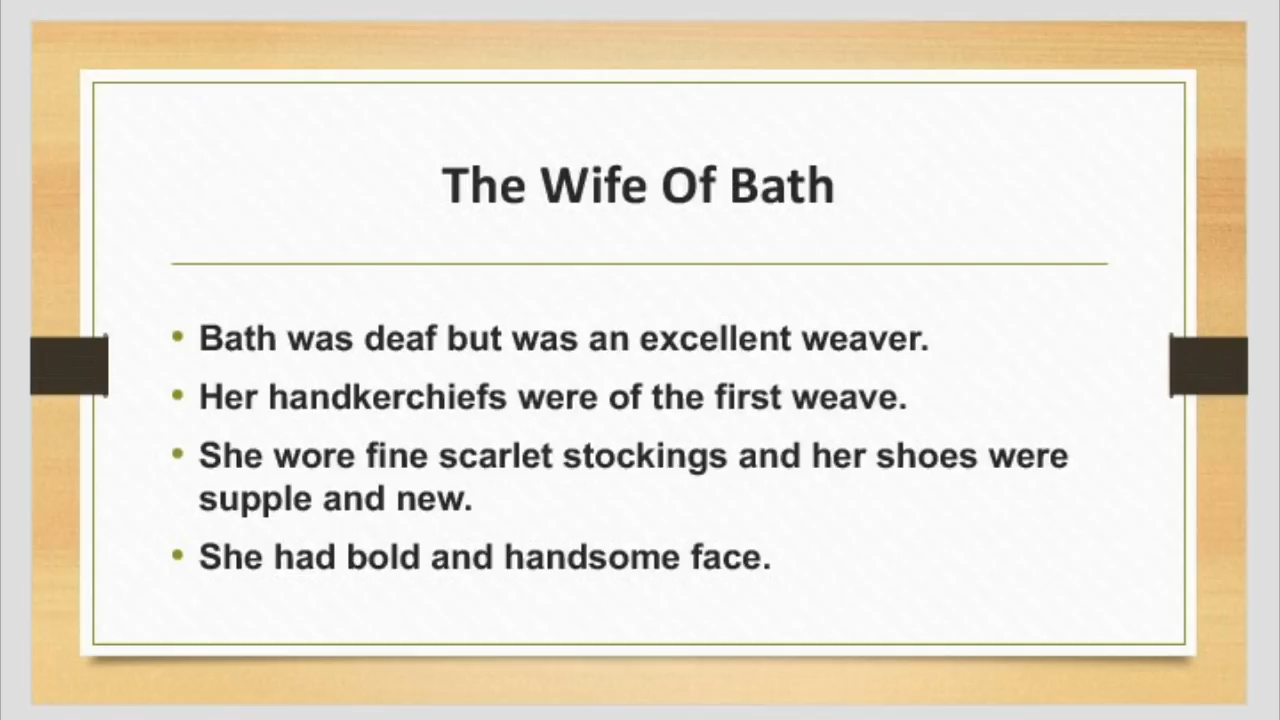 The Wife Of Bath
• Bath was deaf but was an excellent weaver.
• Her handkerchiefs were of the first weave.
• She wore fine scarlet stockings and her shoes were
supple and new.
• She had bold and handsome face.